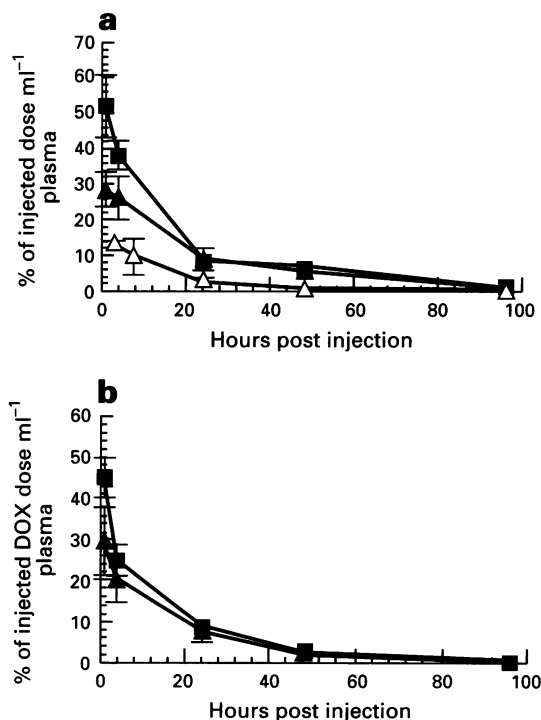 a
% of injected dose ml⁻¹
plasma
70
60
50
40
30
20
10
0
0 20 40 60 80 100
Hours post injection
b
% of injected DOX dose ml⁻¹
plasma
60
50
40
30
20
10
0
0 20 40 60 80 100
Hours post injection